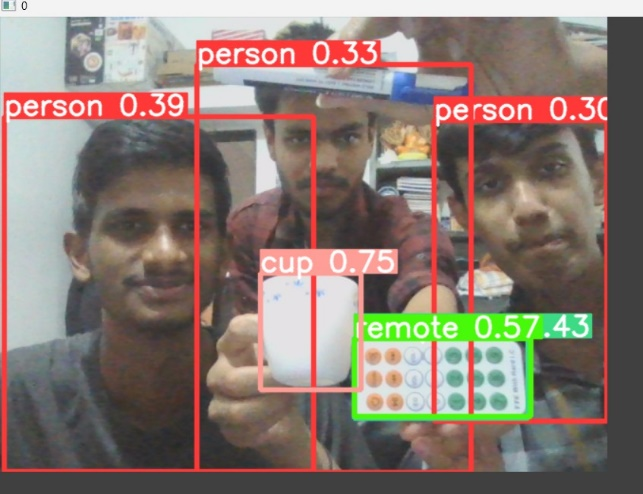 0
person 0.33
person 0.39
person 0.30
cup 0.75
remote 0.57.43